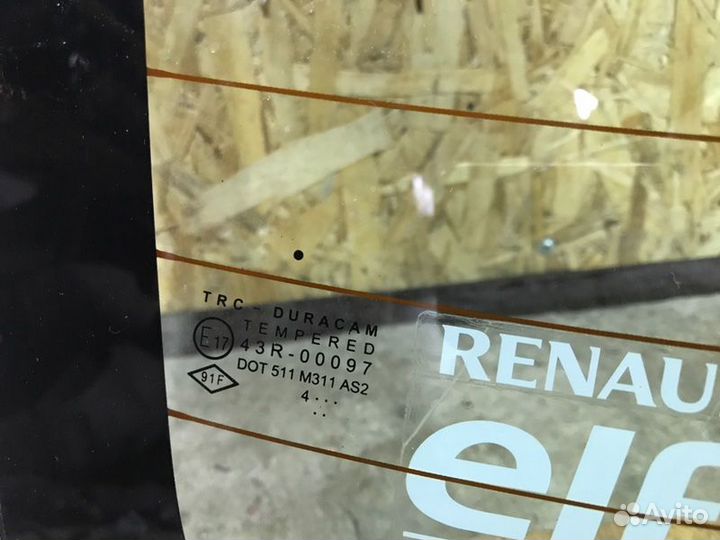 TRC - DURACAM
TEMPERED
E17
43R-00097
DOT 511 M311 AS2
91F
4 . . .
. .
RENAU
elf
Avito